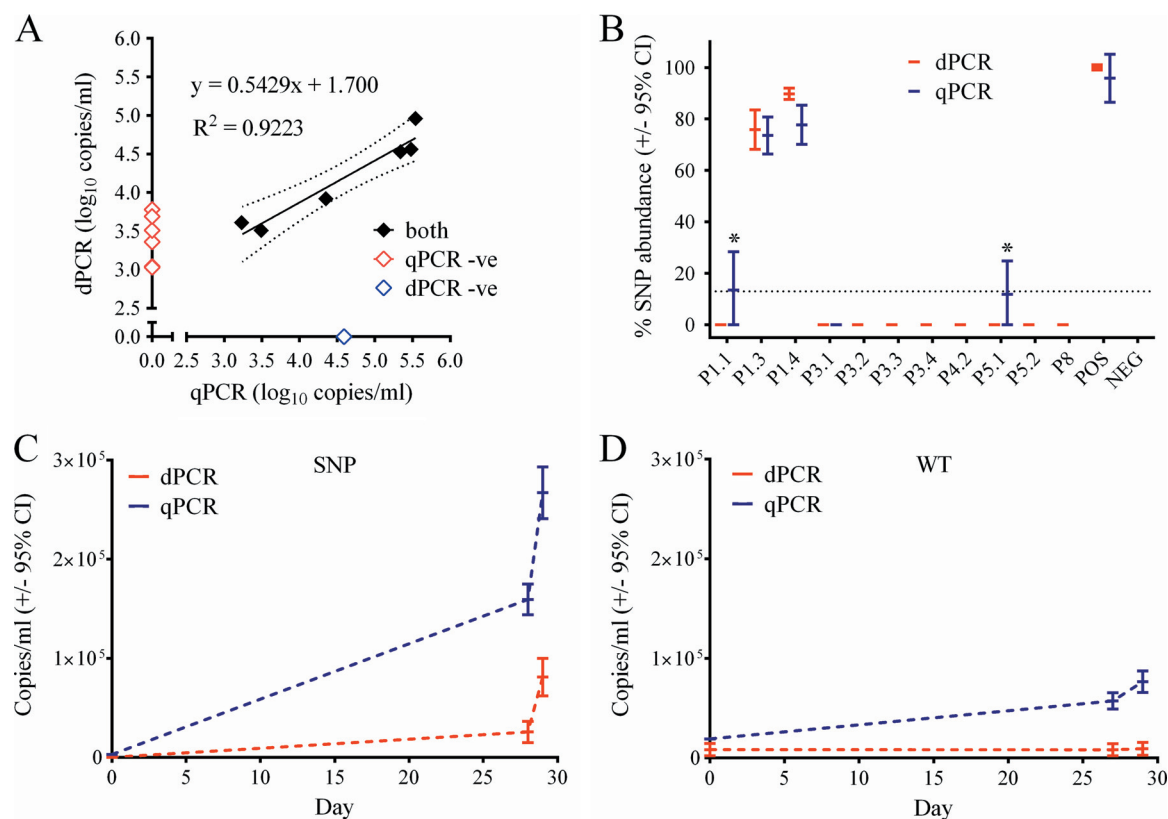 A
dPCR (log₁₀ copies/ml)
6.0
5.5
5.0
4.5
4.0
3.5
3.0
2.5
0.0
y = 0.5429x + 1.700
R² = 0.9223
both
qPCR -ve
dPCR -ve
0.0 2.5 3.0 3.5 4.0 4.5 5.0 5.5 6.0
qPCR (log₁₀ copies/ml)
B
% SNP abundance (+/- 95% CI)
100
80
60
40
20
0
dPCR
qPCR
*
*
P1.1 P1.3 P1.4 P3.1 P3.2 P3.3 P3.4 P4.2 P5.1 P5.2 P8 POS NEG
C
SNP
Copies/ml (+/- 95% CI)
3×10⁵
2×10⁵
1×10⁵
0
dPCR
qPCR
0 5 10 15 20 25 30
Day
D
WT
Copies/ml (+/- 95% CI)
3×10⁵
2×10⁵
1×10⁵
0
dPCR
qPCR
0 5 10 15 20 25 30
Day